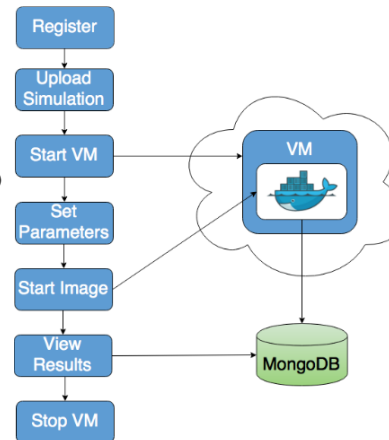 Register
Upload
Simulation
Start VM
Set
Parameters
Start Image
View
Results
Stop VM
VM
MongoDB